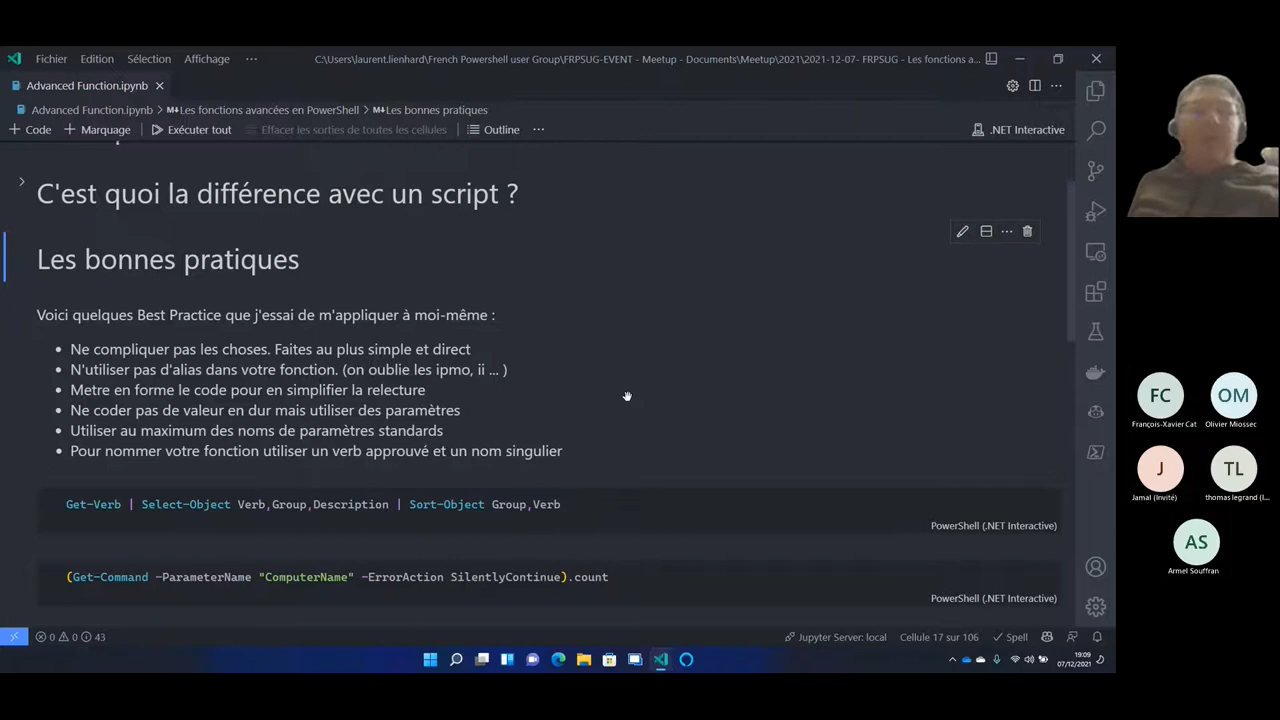 Fichier Edition Sélection Affichage ··· C:\Users\laurent.lienhard\French Powershell user Group\FRPSUG-EVENT - Meetup - Documents\Meetup\2021\2021-12-07- FRPSUG - Les fonctions a...
Advanced Function.ipynb
Advanced Function.ipynb > M↓Les fonctions avancées en PowerShell > M↓Les bonnes pratiques
+ Code + Marquage Exécuter tout Effacer les sorties de toutes les cellules Outline ··· .NET Interactive
C'est quoi la différence avec un script ?
Les bonnes pratiques
Voici quelques Best Practice que j'essai de m'appliquer à moi-même :
• Ne compliquer pas les choses. Faites au plus simple et direct
• N'utiliser pas d'alias dans votre fonction. (on oublie les ipmo, ii ... )
• Metre en forme le code pour en simplifier la relecture
• Ne coder pas de valeur en dur mais utiliser des paramètres
• Utiliser au maximum des noms de paramètres standards
• Pour nommer votre fonction utiliser un verb approuvé et un nom singulier
Get-Verb | Select-Object Verb,Group,Description | Sort-Object Group,Verb
PowerShell (.NET Interactive)
(Get-Command -ParameterName "ComputerName" -ErrorAction SilentlyContinue).count
PowerShell (.NET Interactive)
0 0 43 Jupyter Server: local Cellule 17 sur 106 Spell
19:09
07/12/2021
FC OM
François-Xavier Cat Olivier Miossec
J TL
Jamal (Invité) thomas legrand (I...
AS
Armel Souffran